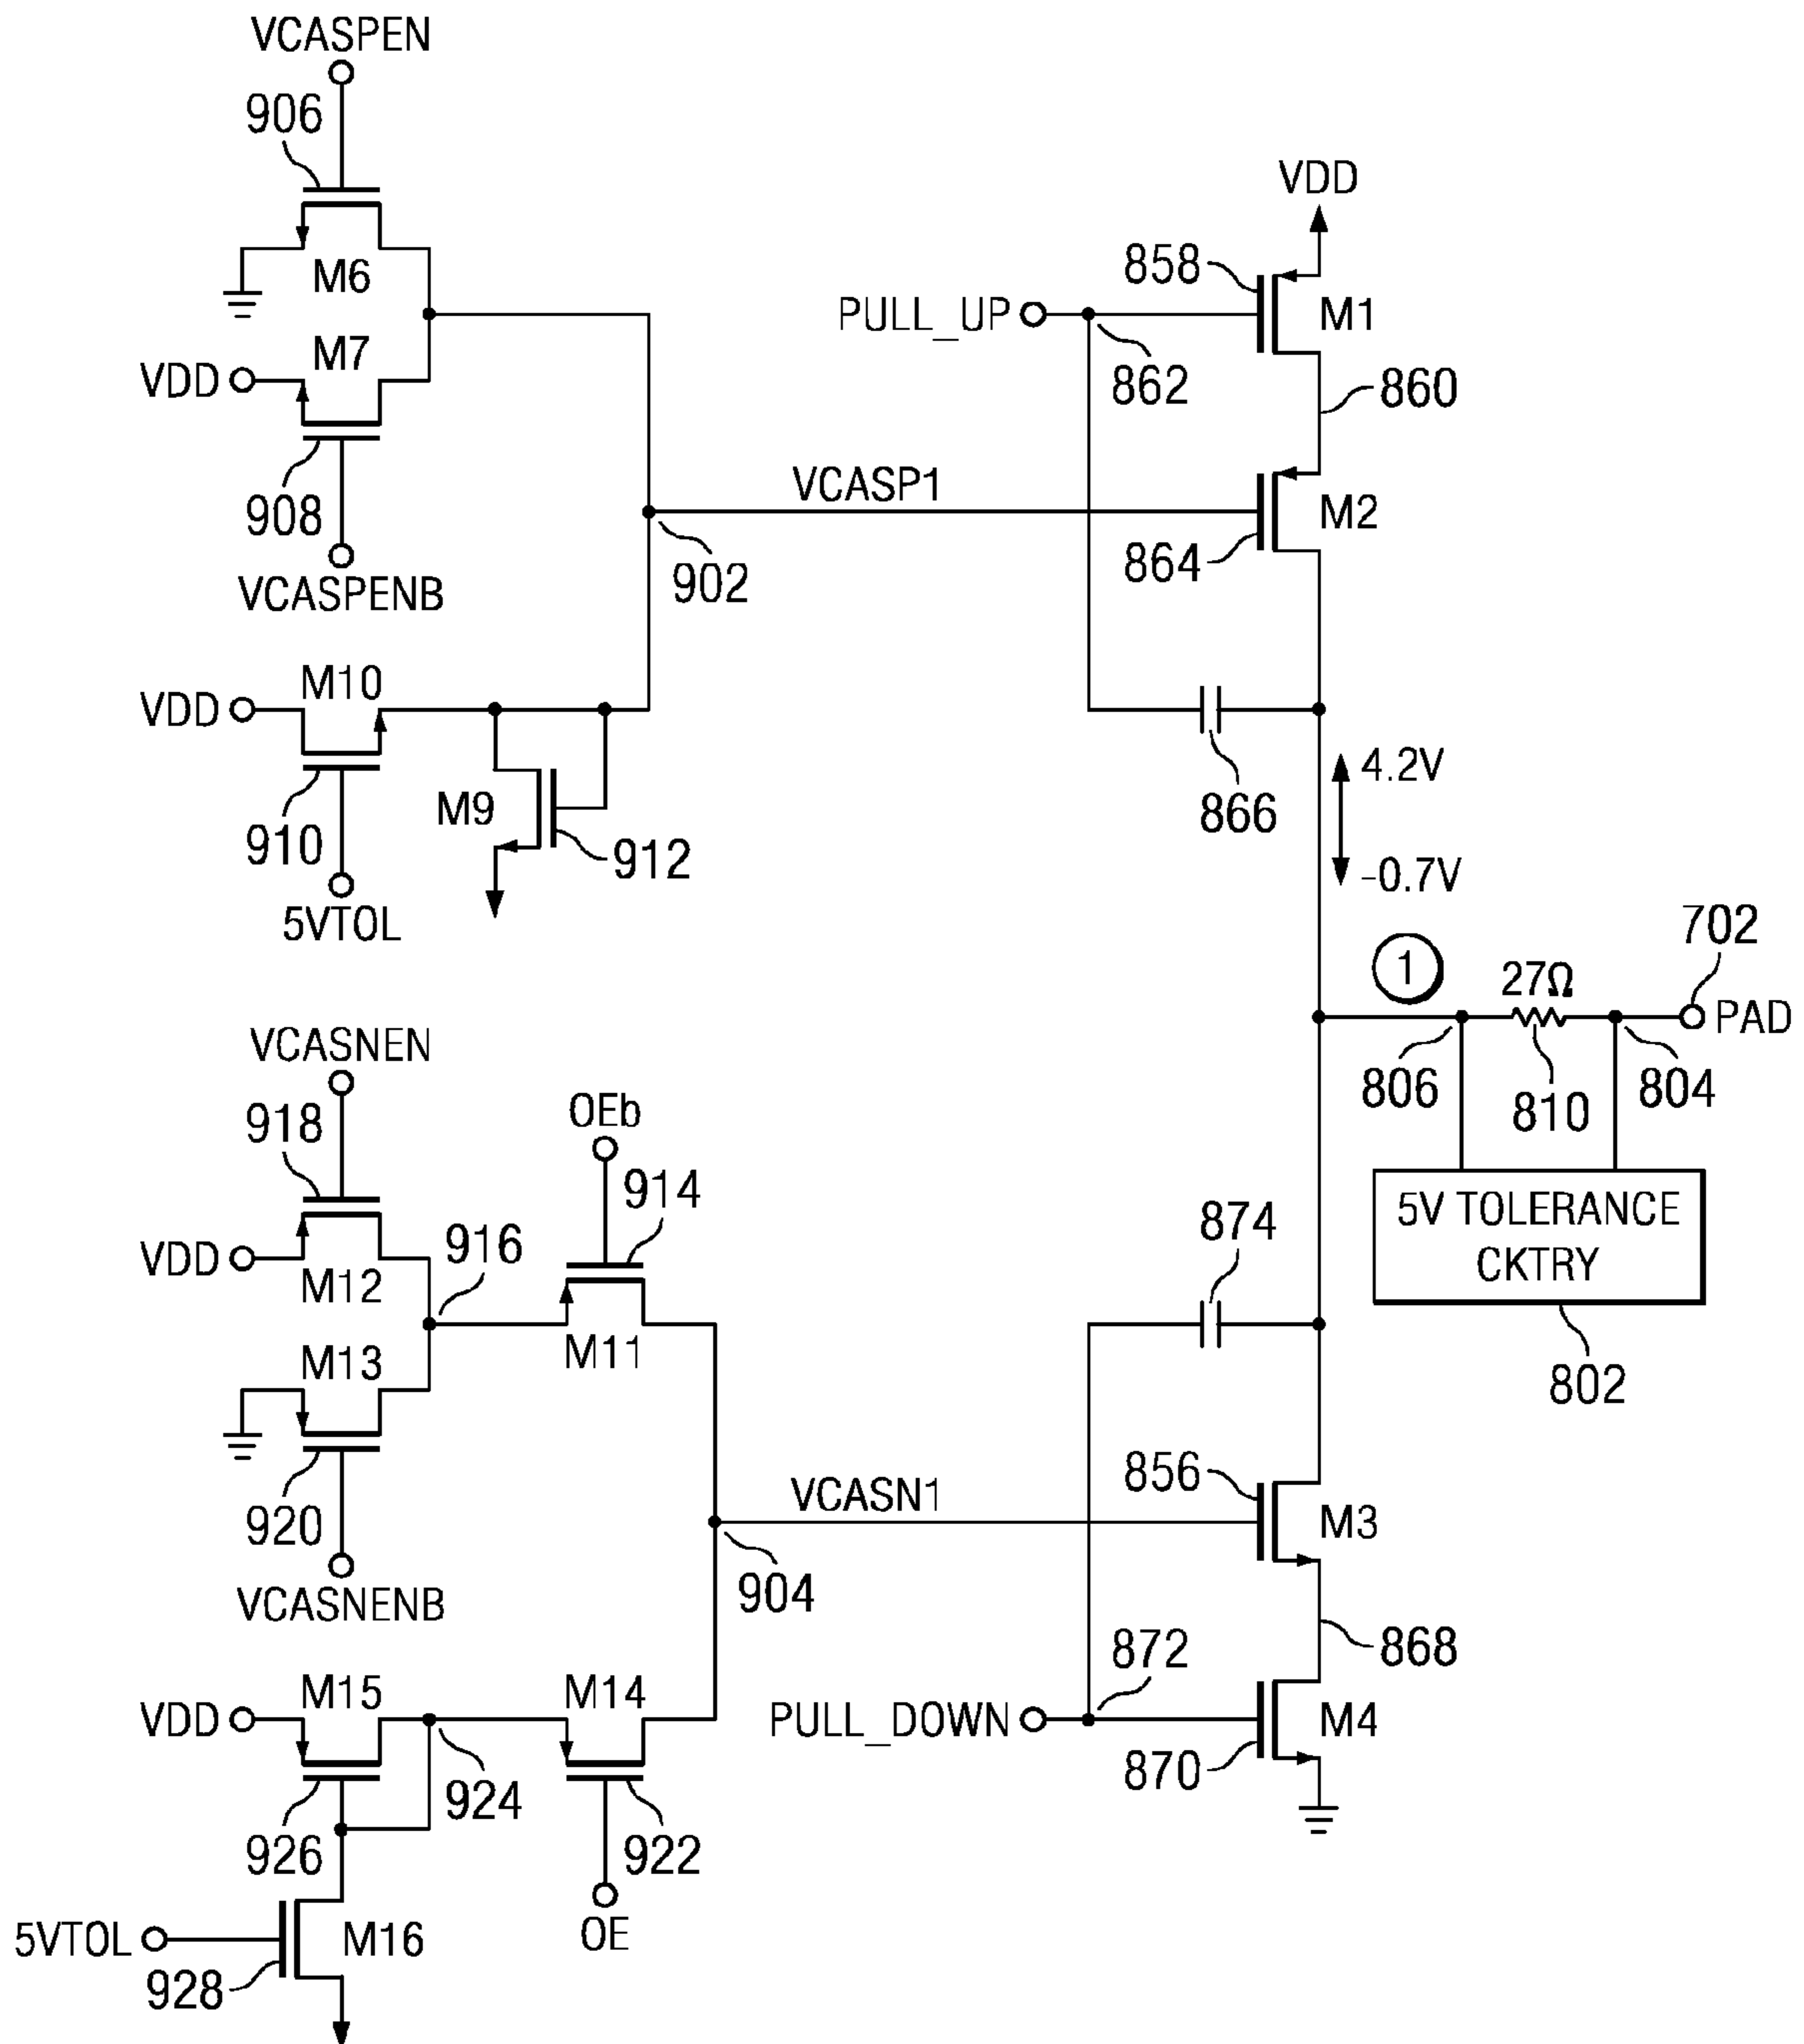 VCASPEN
906
M6
M7
VDD
908
VCASPENB
VDD
M10
910
5VTOL
M9
912
902
VCASP1
VDD
858
M1
PULL_UP
862
860
M2
864
866
4.2V
-0.7V
1
702
27Ω
PAD
806
810
804
5V TOLERANCE
CKTRY
802
VCASNEN
918
OEb
914
VDD
M12
916
M11
M13
920
VCASNENB
874
VCASN1
904
856
M3
868
VDD
M15
M14
924
926
922
OE
PULL_DOWN
872
M4
870
5VTOL
M16
928